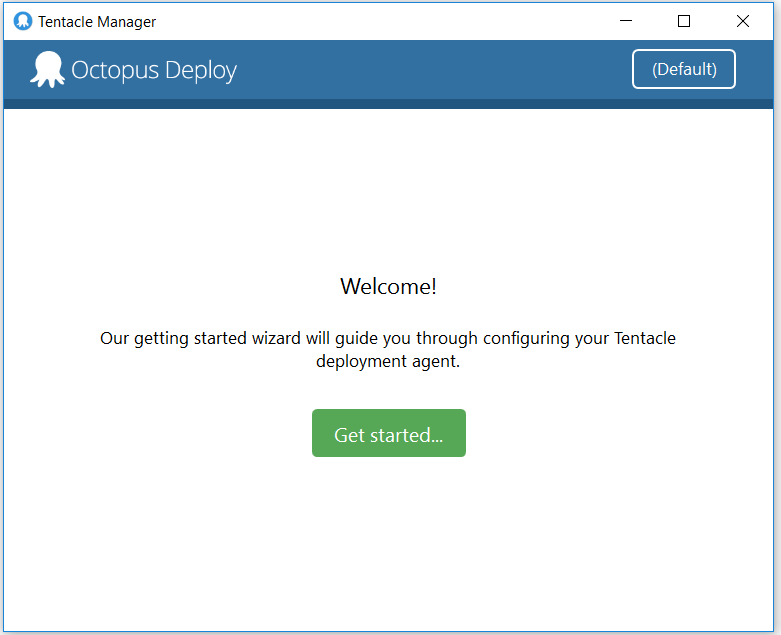 Tentacle Manager
Octopus Deploy
(Default)
Welcome!
Our getting started wizard will guide you through configuring your Tentacle
deployment agent.
Get started...